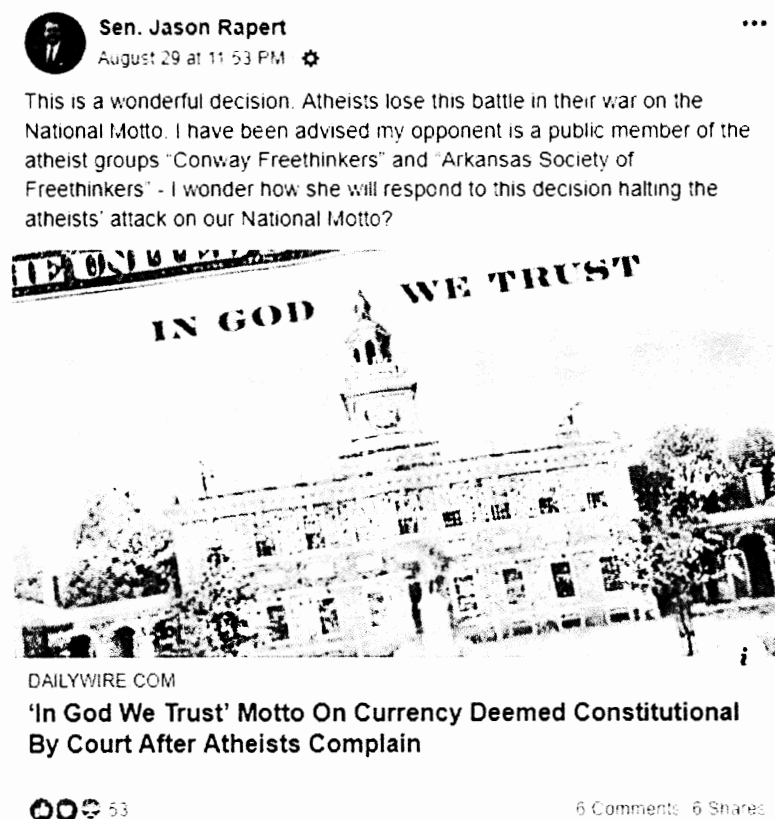 Sen. Jason Rapert
August 29 at 11:53 PM
This is a wonderful decision. Atheists lose this battle in their war on the
National Motto. I have been advised my opponent is a public member of the
atheist groups "Conway Freethinkers" and "Arkansas Society of
Freethinkers" - I wonder how she will respond to this decision halting the
atheists' attack on our National Motto?
IN GOD WE TRUST
DAILYWIRE.COM
'In God We Trust' Motto On Currency Deemed Constitutional
By Court After Atheists Complain
53
6 Comments 6 Shares